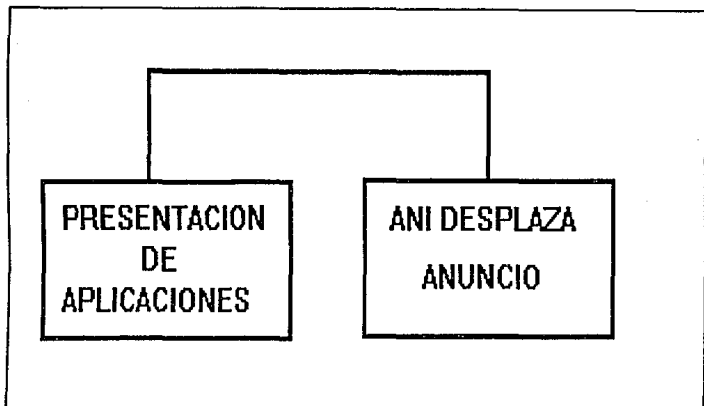 PRESENTACION
DE
APLICACIONES
ANI DESPLAZA
ANUNCIO